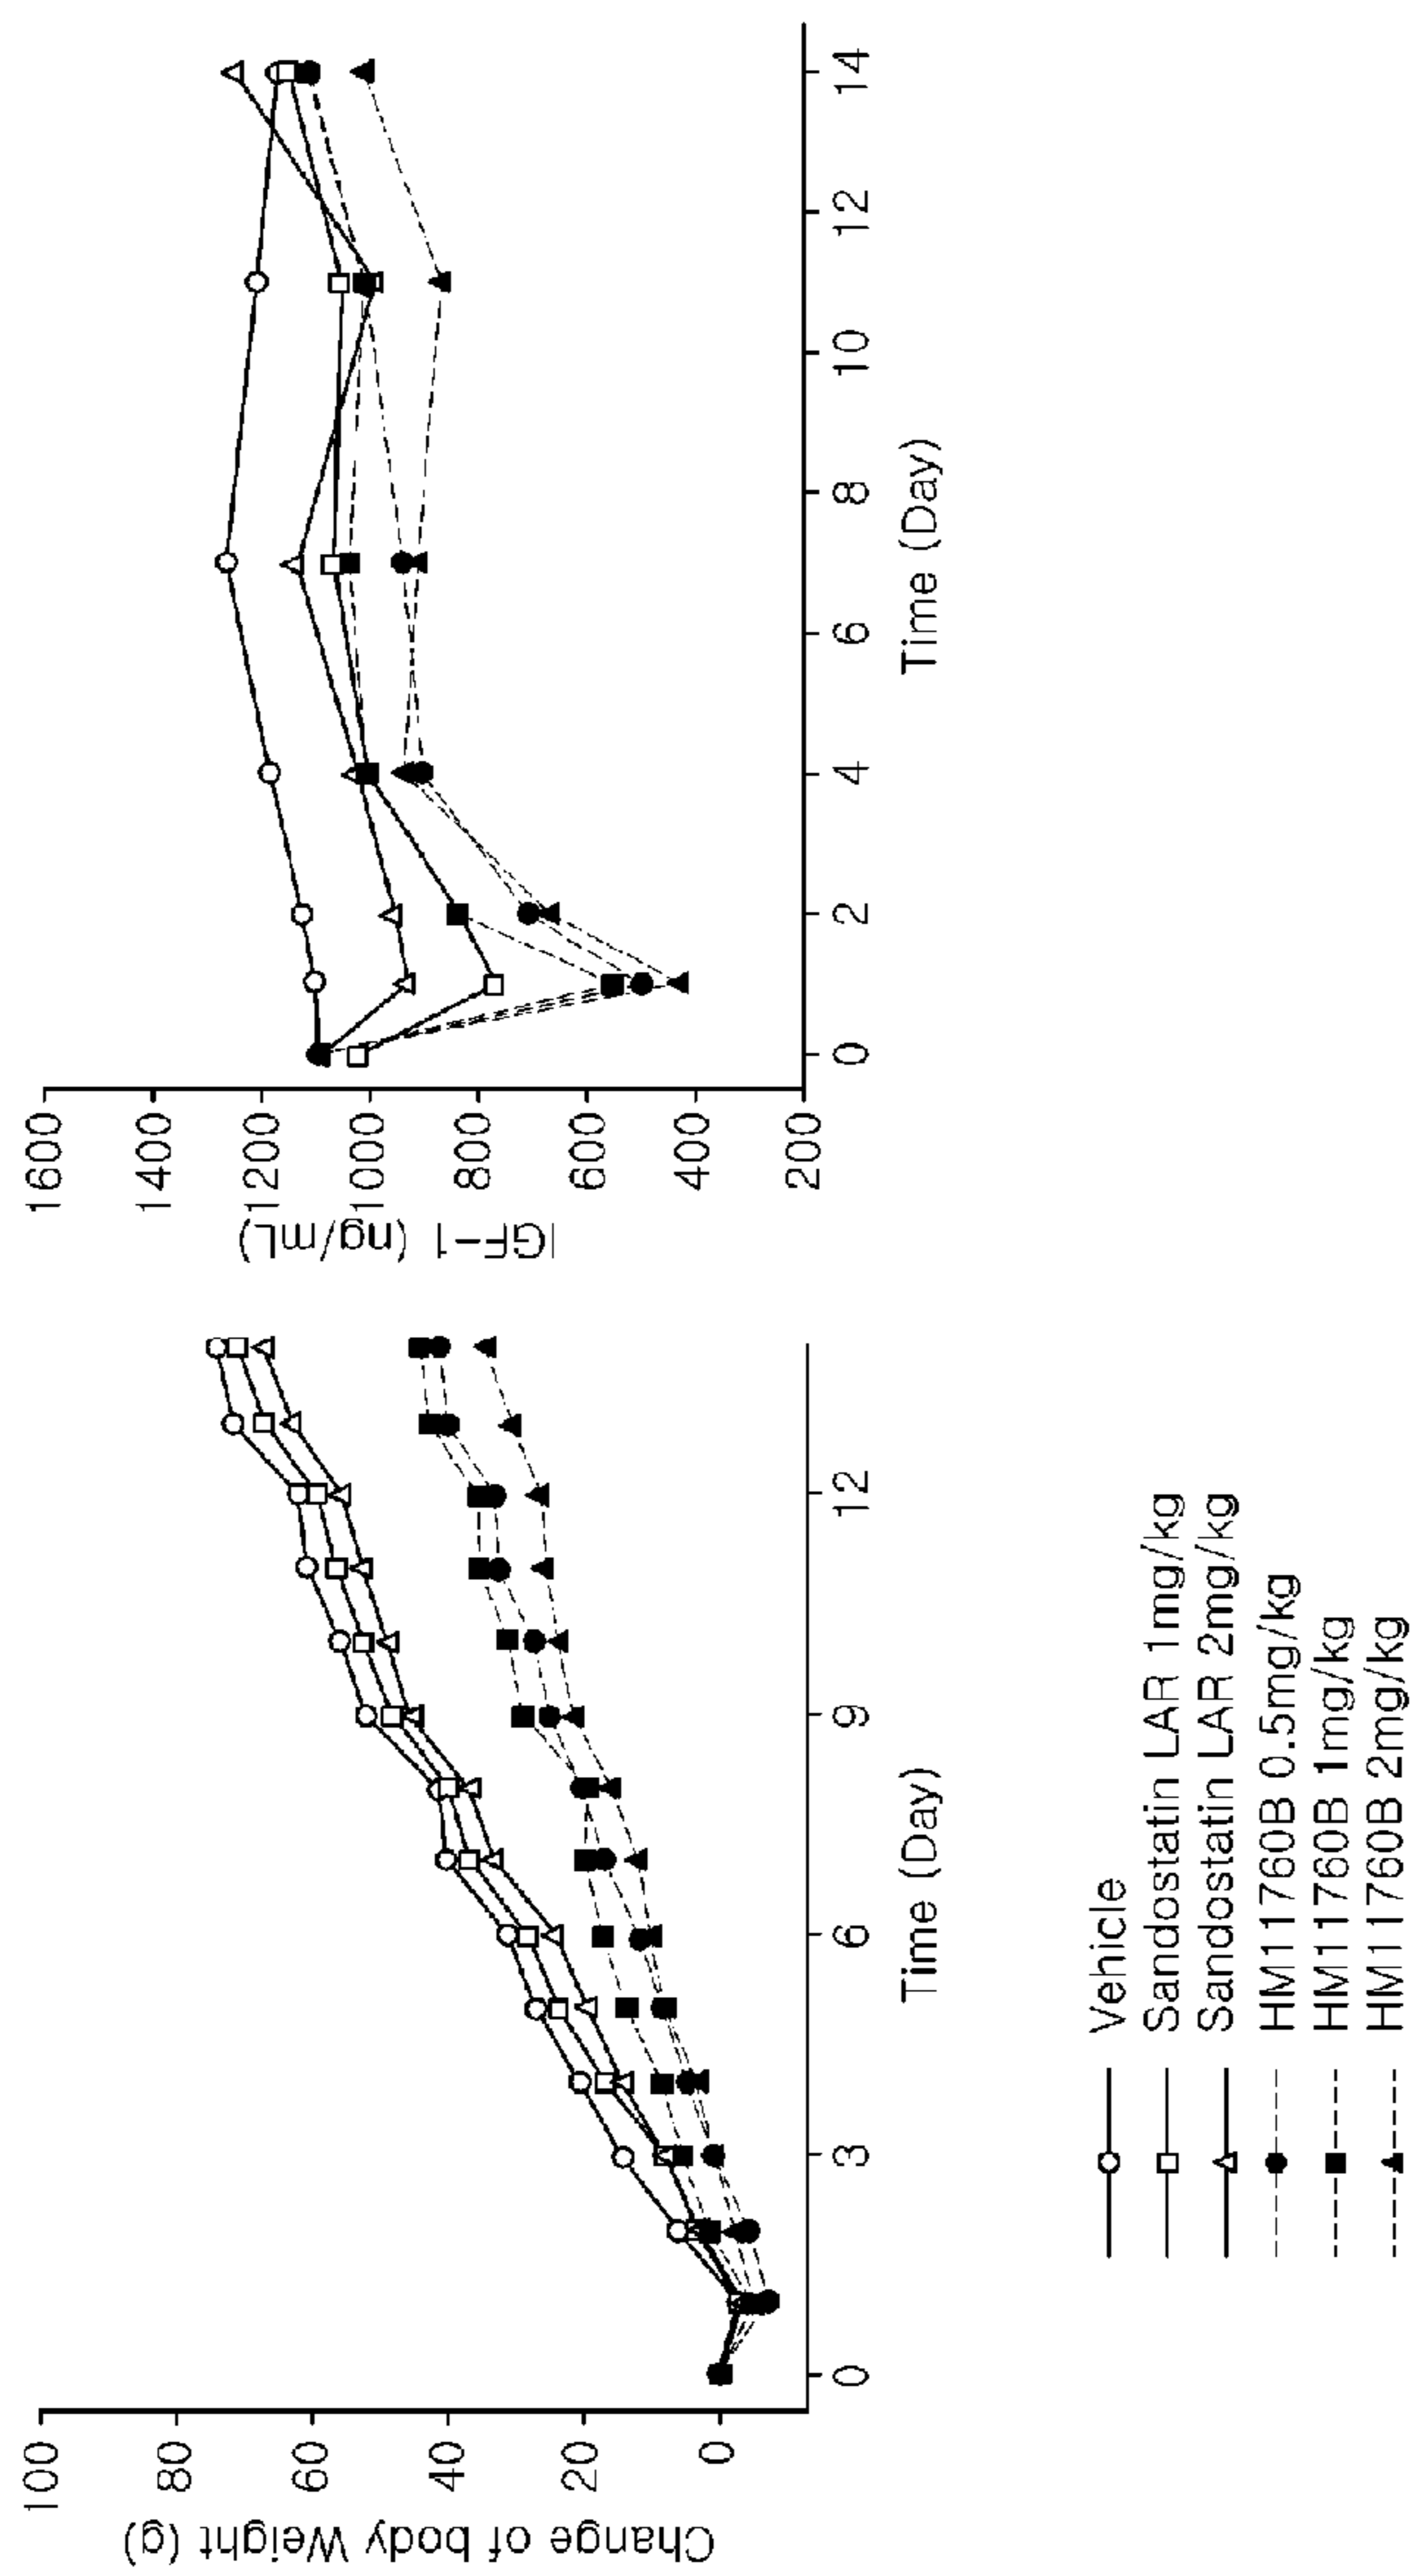 Change of body Weight (g)
100
80
60
40
20
0
0
3
6
9
12
Time (Day)
IGF-1 (ng/mL)
1600
1400
1200
1000
800
600
400
200
0
2
4
6
8
10
12
14
Time (Day)
Vehicle
Sandostatin LAR 1mg/kg
Sandostatin LAR 2mg/kg
HM11760B 0.5mg/kg
HM11760B 1mg/kg
HM11760B 2mg/kg